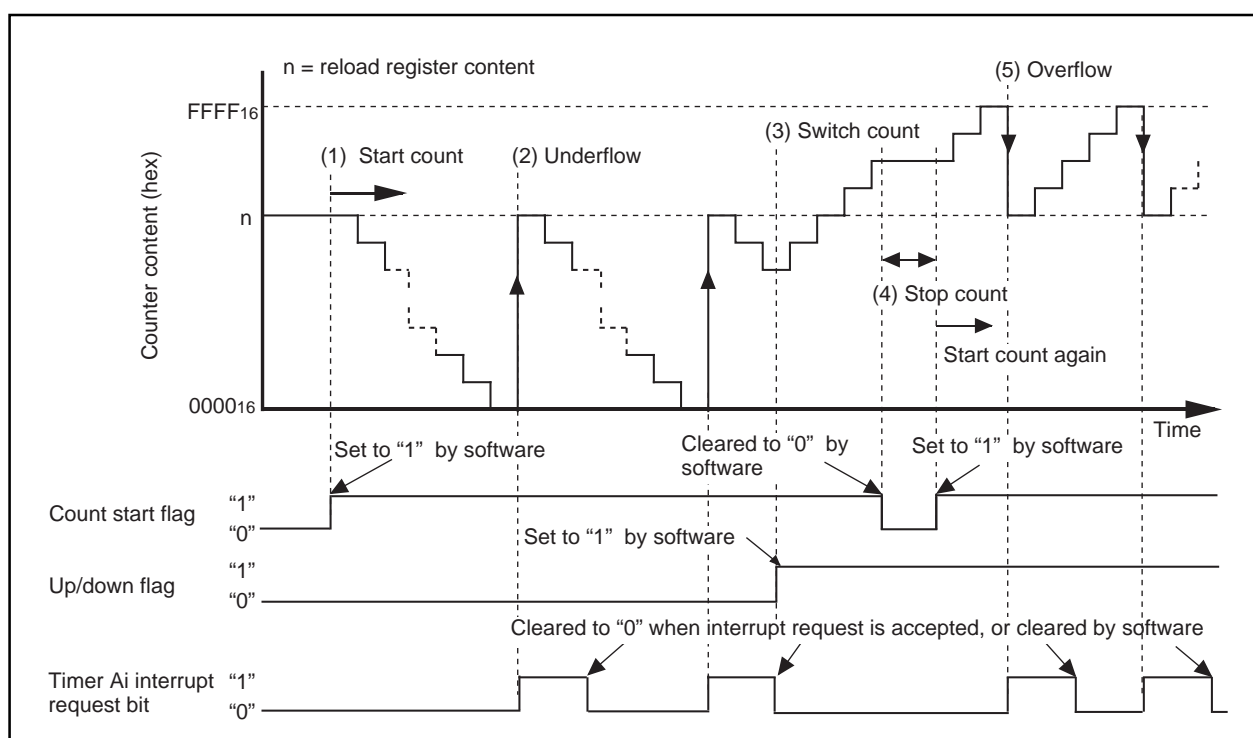 n = reload register content
(5) Overflow
FFFF16
(3) Switch count
(1) Start count
(2) Underflow
Counter content (hex)
n
(4) Stop count
Start count again
000016
Time
Set to “1” by software
Cleared to “0” by
software
Set to “1” by software
Count start flag
“1”
“0”
Set to “1” by software
Up/down flag
“1”
“0”
Cleared to “0” when interrupt request is accepted, or cleared by software
Timer Ai interrupt
request bit
“1”
“0”